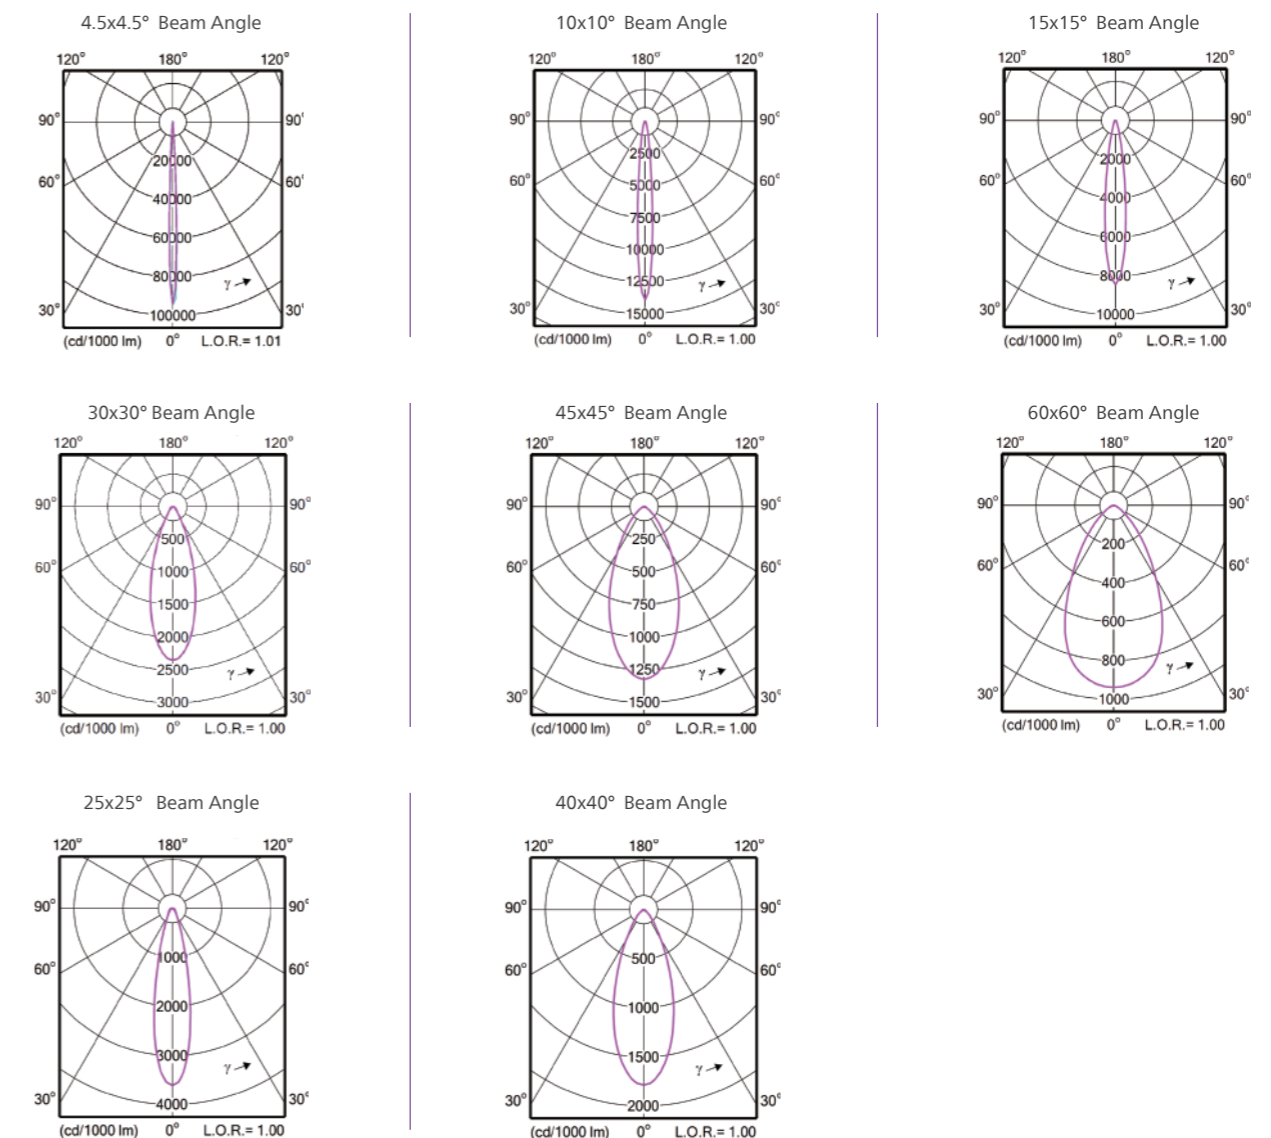 4.5x4.5° Beam Angle
120° 180° 120°
90° 90°
20000
60° 60°
40000
60000
80000
γ
30° 30°
100000
(cd/1000 lm) 0° L.O.R.= 1.01
10x10° Beam Angle
120° 180° 120°
90° 90°
2500
60° 60°
5000
7500
10000
12500
γ
30° 30°
15000
(cd/1000 lm) 0° L.O.R.= 1.00
15x15° Beam Angle
120° 180° 120°
90° 90°
2000
60° 60°
4000
6000
8000
γ
30° 30°
10000
(cd/1000 lm) 0° L.O.R.= 1.00
30x30° Beam Angle
120° 180° 120°
90° 90°
500
60° 60°
1000
1500
2000
2500
γ
30° 30°
3000
(cd/1000 lm) 0° L.O.R.= 1.00
45x45° Beam Angle
120° 180° 120°
90° 90°
250
60° 60°
500
750
1000
1250
γ
30° 30°
1500
(cd/1000 lm) 0° L.O.R.= 1.00
60x60° Beam Angle
120° 180° 120°
90° 90°
200
60° 60°
400
600
800
γ
30° 30°
1000
(cd/1000 lm) 0° L.O.R.= 1.00
25x25° Beam Angle
120° 180° 120°
90° 90°
1000
60° 60°
2000
3000
γ
30° 30°
4000
(cd/1000 lm) 0° L.O.R.= 1.00
40x40° Beam Angle
120° 180° 120°
90° 90°
500
60° 60°
1000
1500
γ
30° 30°
2000
(cd/1000 lm) 0° L.O.R.= 1.00